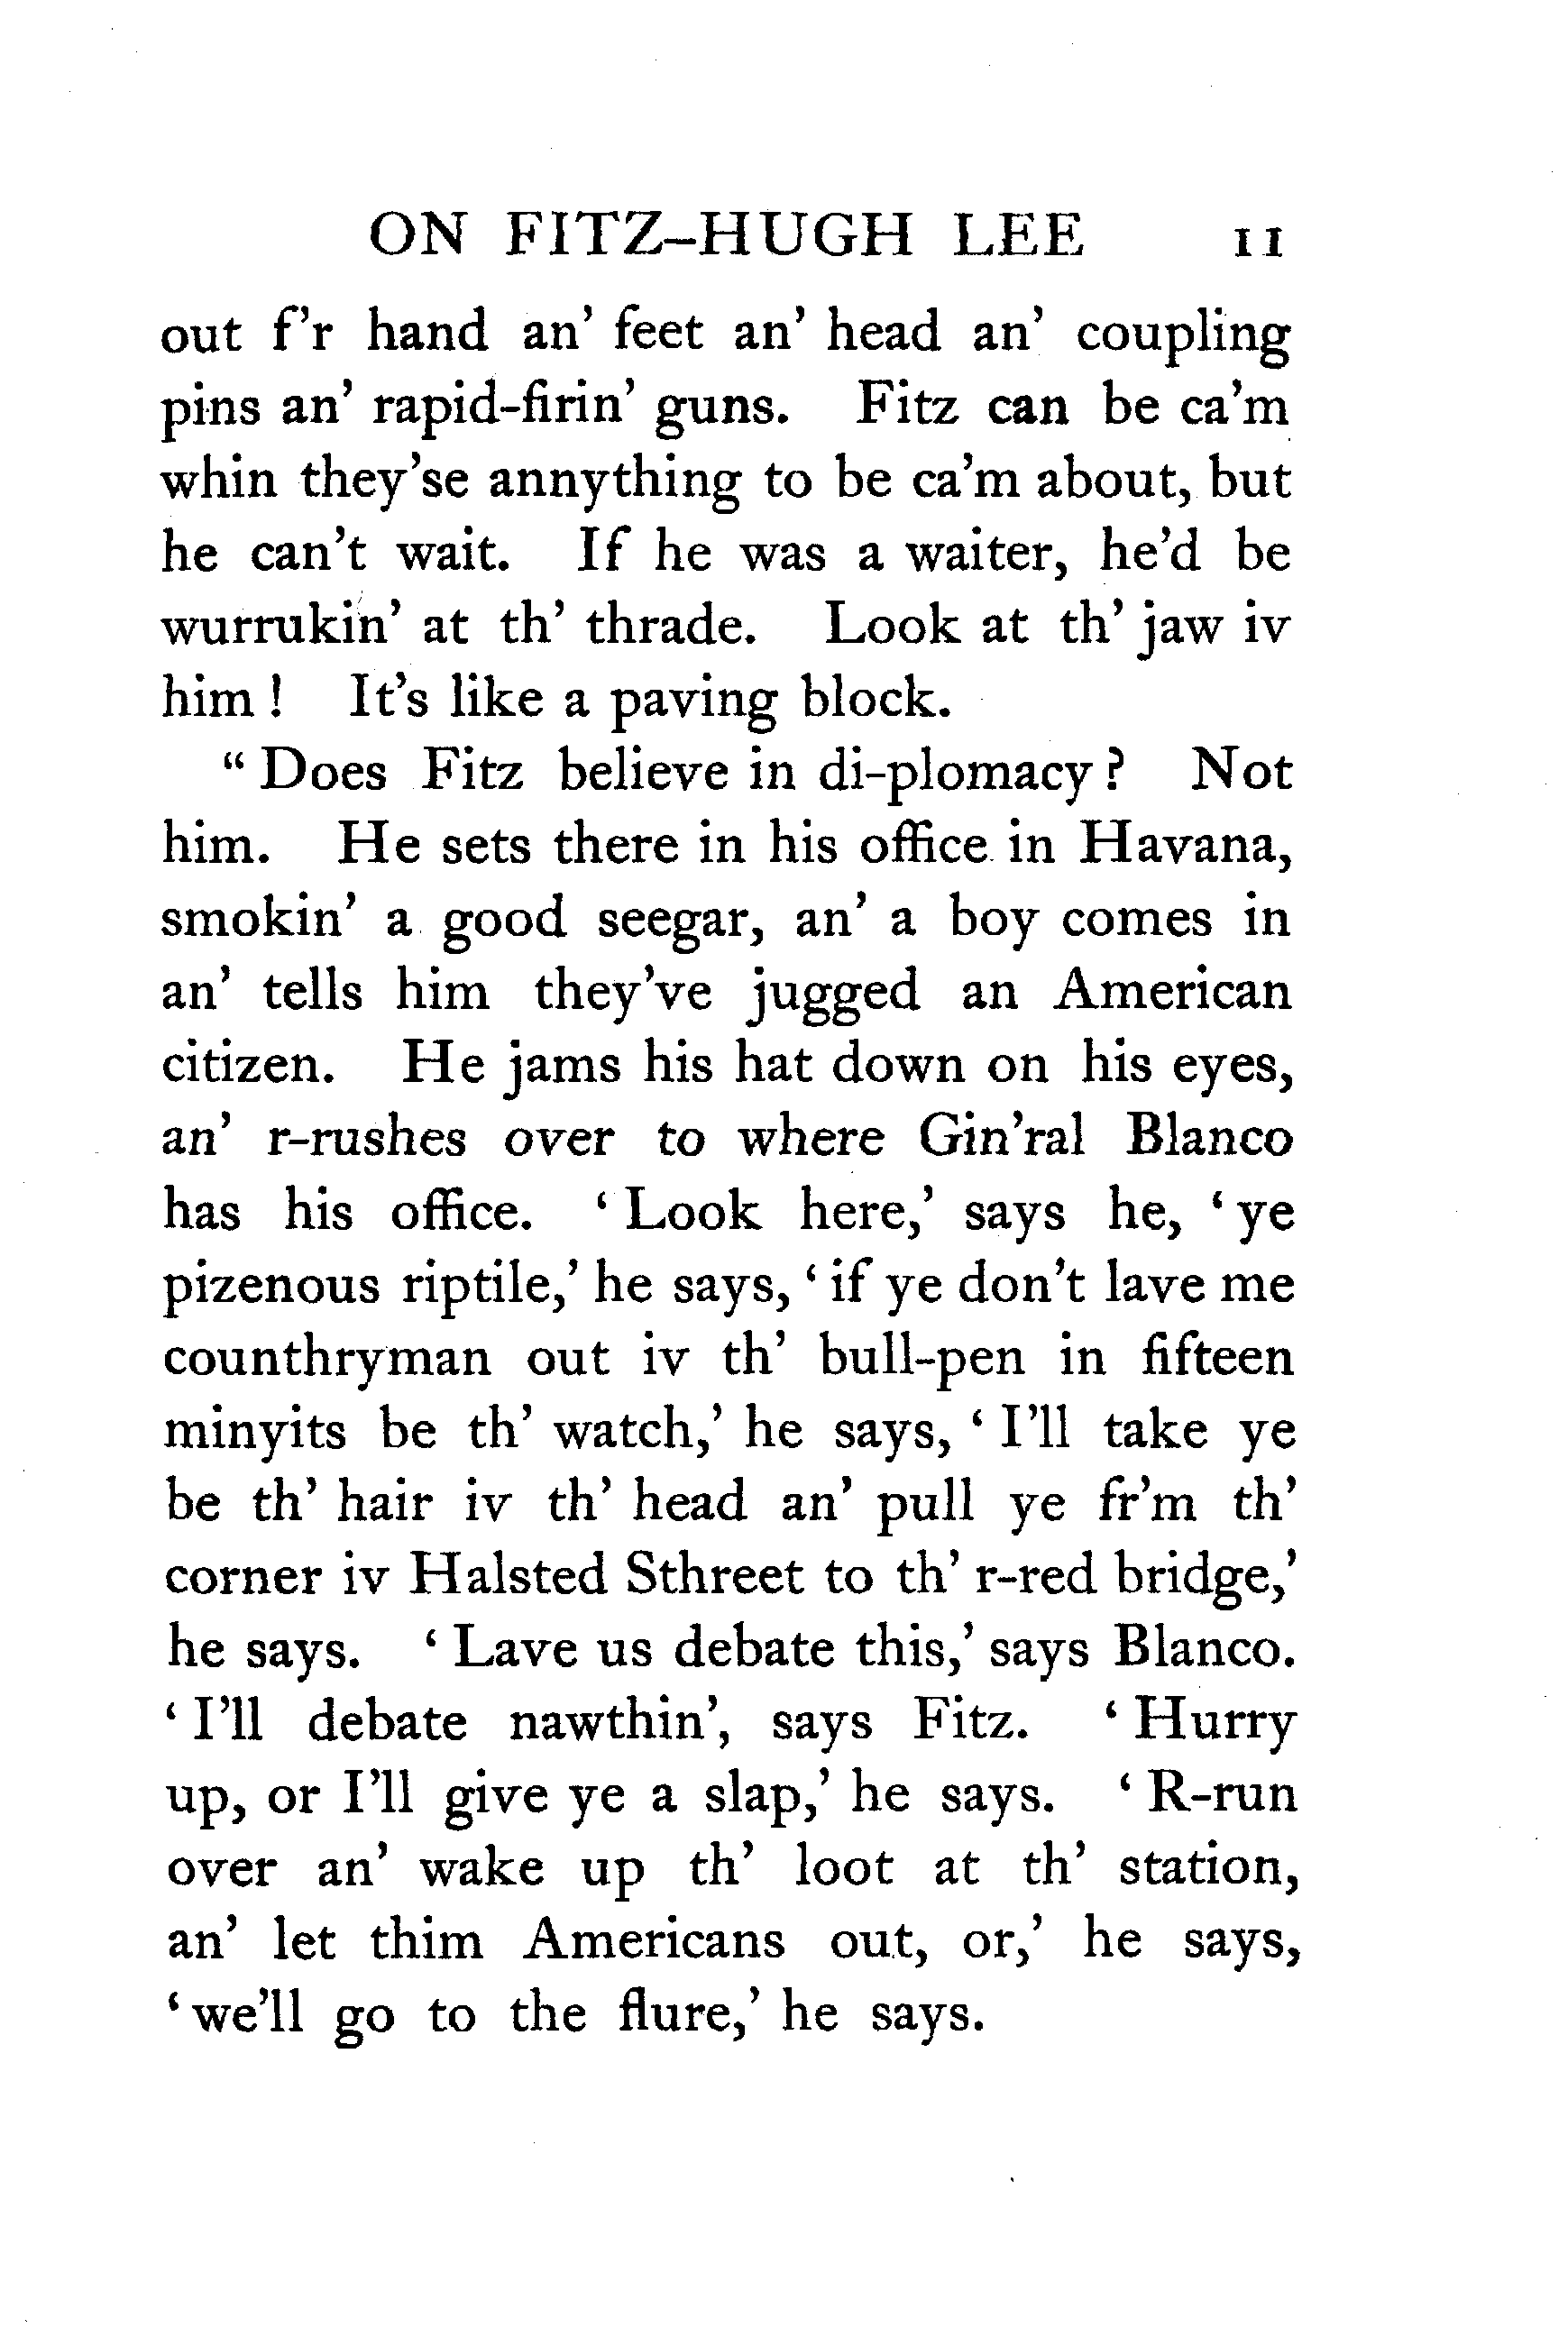 ON FITZ-HUGH LEE 11
out f'r hand an' feet an' head an' coupling
pins an' rapid-firin' guns. Fitz can be ca'm
whin they'se annything to be ca'm about, but
he can't wait. If he was a waiter, he'd be
wurrukin' at th' thrade. Look at th' jaw iv
him! It's like a paving block.
" Does Fitz believe in di-plomacy? Not
him. He sets there in his office in Havana,
smokin' a good seegar, an' a boy comes in
an' tells him they've jugged an American
citizen. He jams his hat down on his eyes,
an' r-rushes over to where Gin'ral Blanco
has his office. ' Look here,' says he, ' ye
pizenous riptile,' he says, ' if ye don't lave me
counthryman out iv th' bull-pen in fifteen
minyits be th' watch,' he says, ' I'll take ye
be th' hair iv th' head an' pull ye fr'm th'
corner iv Halsted Sthreet to th' r-red bridge,'
he says. ' Lave us debate this,' says Blanco.
' I'll debate nawthin', says Fitz. ' Hurry
up, or I'll give ye a slap,' he says. ' R-run
over an' wake up th' loot at th' station,
an' let thim Americans out, or,' he says,
' we'll go to the flure,' he says.